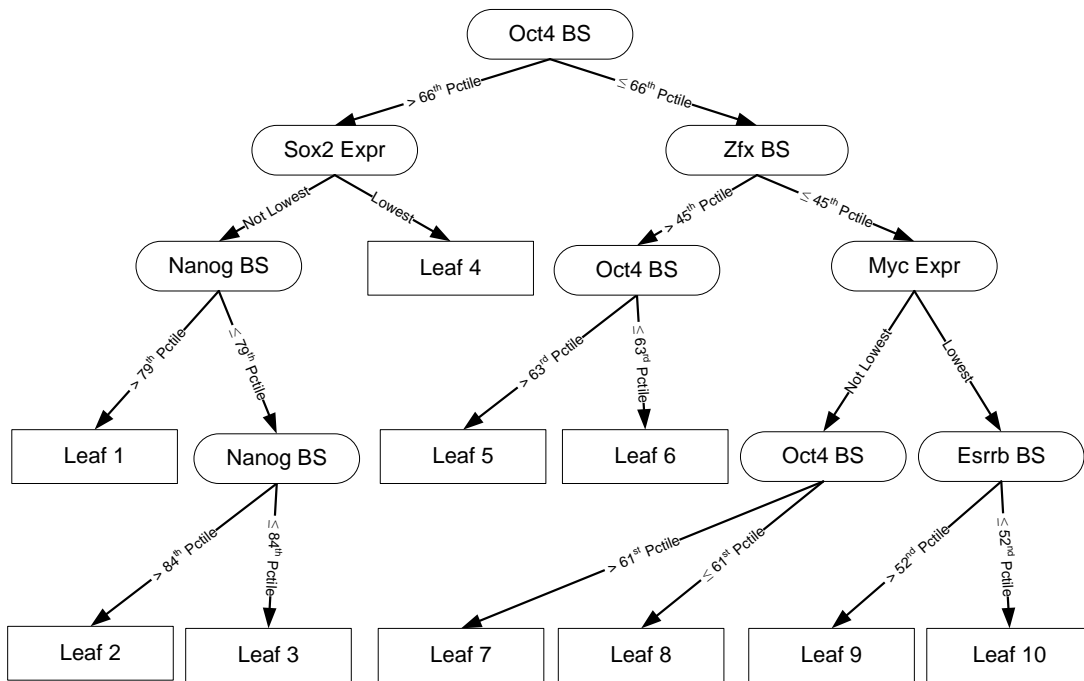 Oct4 BS
> 66th Pctile
≤ 66th Pctile
Sox2 Expr
Zfx BS
Not Lowest
Lowest
> 45th Pctile
≤ 45th Pctile
Nanog BS
Leaf 4
Oct4 BS
Myc Expr
> 79th Pctile
≤ 79th Pctile
> 63rd Pctile
≤ 63rd Pctile
Not Lowest
Lowest
Leaf 1
Nanog BS
Leaf 5
Leaf 6
Oct4 BS
Esrrb BS
> 84th Pctile
≤ 84th Pctile
> 61st Pctile
≤ 61st Pctile
> 52nd Pctile
≤ 52nd Pctile
Leaf 2
Leaf 3
Leaf 7
Leaf 8
Leaf 9
Leaf 10